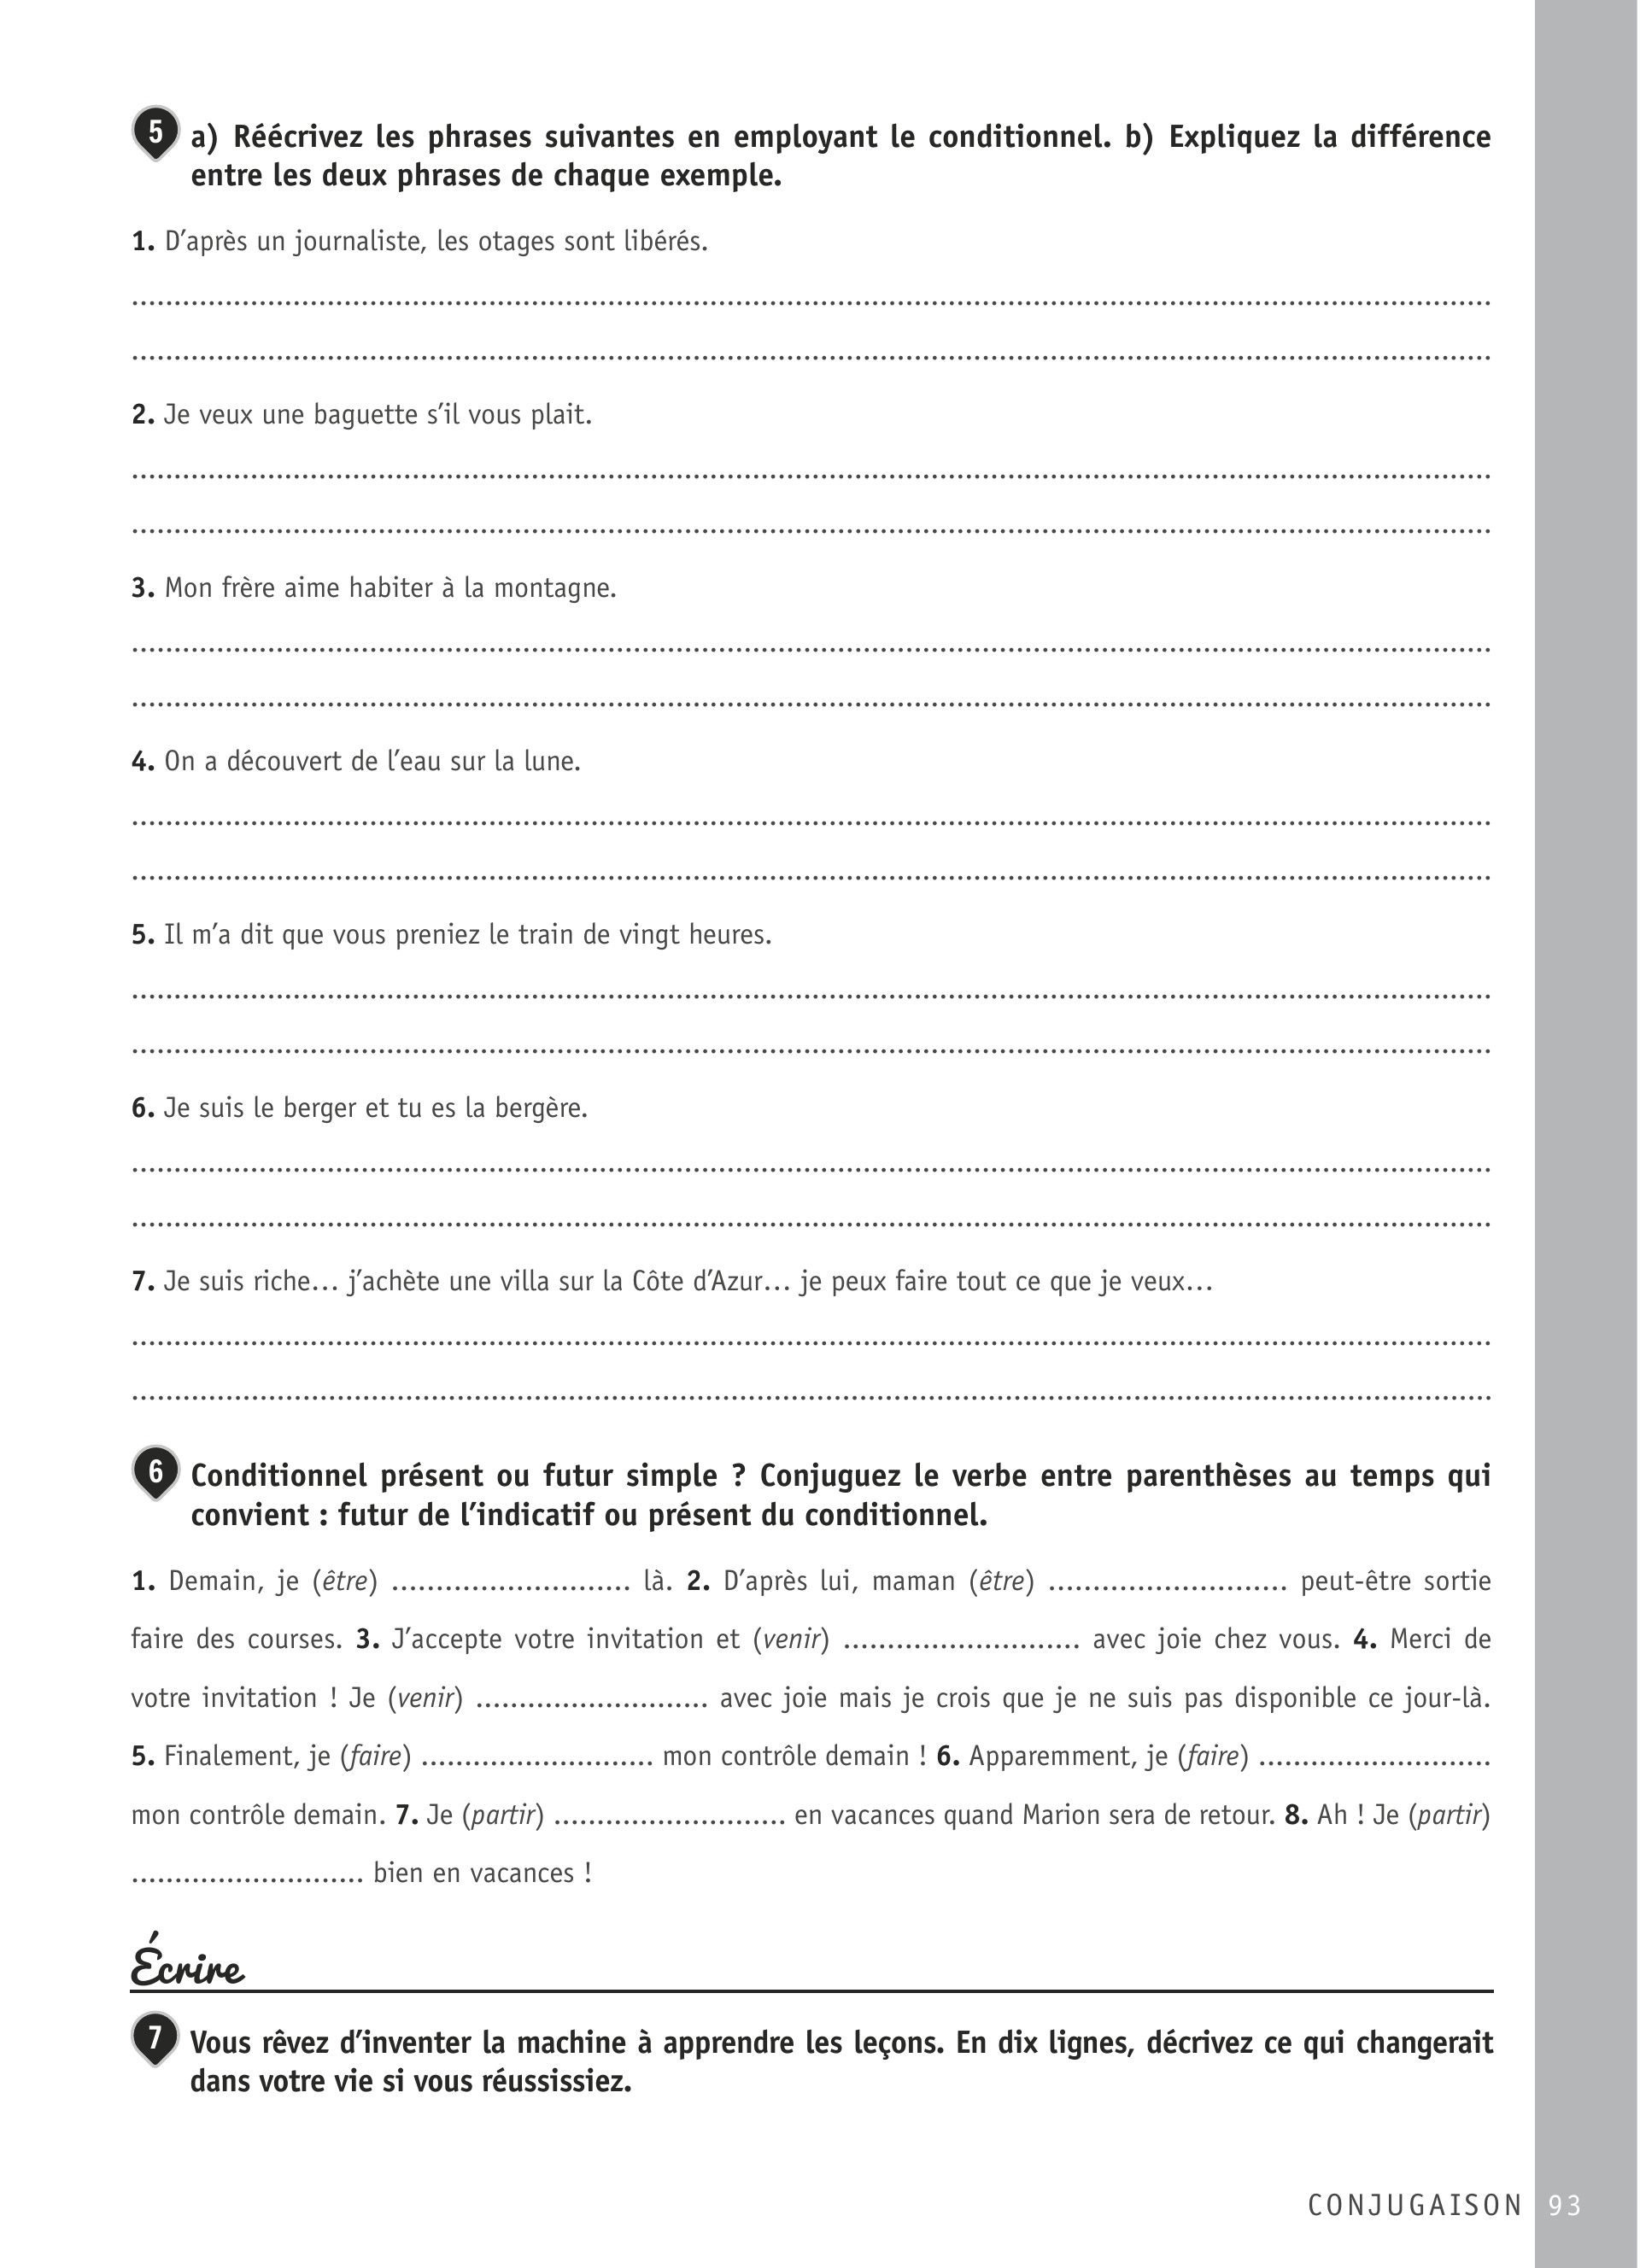 5 a) Réécrivez les phrases suivantes en employant le conditionnel. b) Expliquez la différence
entre les deux phrases de chaque exemple.
1. D’après un journaliste, les otages sont libérés.
................................................................................
................................................................................
2. Je veux une baguette s’il vous plait.
................................................................................
................................................................................
3. Mon frère aime habiter à la montagne.
................................................................................
................................................................................
4. On a découvert de l’eau sur la lune.
................................................................................
................................................................................
5. Il m’a dit que vous preniez le train de vingt heures.
................................................................................
................................................................................
6. Je suis le berger et tu es la bergère.
................................................................................
................................................................................
7. Je suis riche… j’achète une villa sur la Côte d’Azur… je peux faire tout ce que je veux…
................................................................................
................................................................................
6 Conditionnel présent ou futur simple ? Conjuguez le verbe entre parenthèses au temps qui
convient : futur de l’indicatif ou présent du conditionnel.
1. Demain, je (être) ........................... là. 2. D’après lui, maman (être) ........................... peut-être sortie
faire des courses. 3. J’accepte votre invitation et (venir) ........................... avec joie chez vous. 4. Merci de
votre invitation ! Je (venir) ........................... avec joie mais je crois que je ne suis pas disponible ce jour-là.
5. Finalement, je (faire) ........................... mon contrôle demain ! 6. Apparemment, je (faire) ...........................
mon contrôle demain. 7. Je (partir) ........................... en vacances quand Marion sera de retour. 8. Ah ! Je (partir)
........................... bien en vacances !
Écrire
7 Vous rêvez d’inventer la machine à apprendre les leçons. En dix lignes, décrivez ce qui changerait
dans votre vie si vous réussissiez.
CONJUGAISON 93